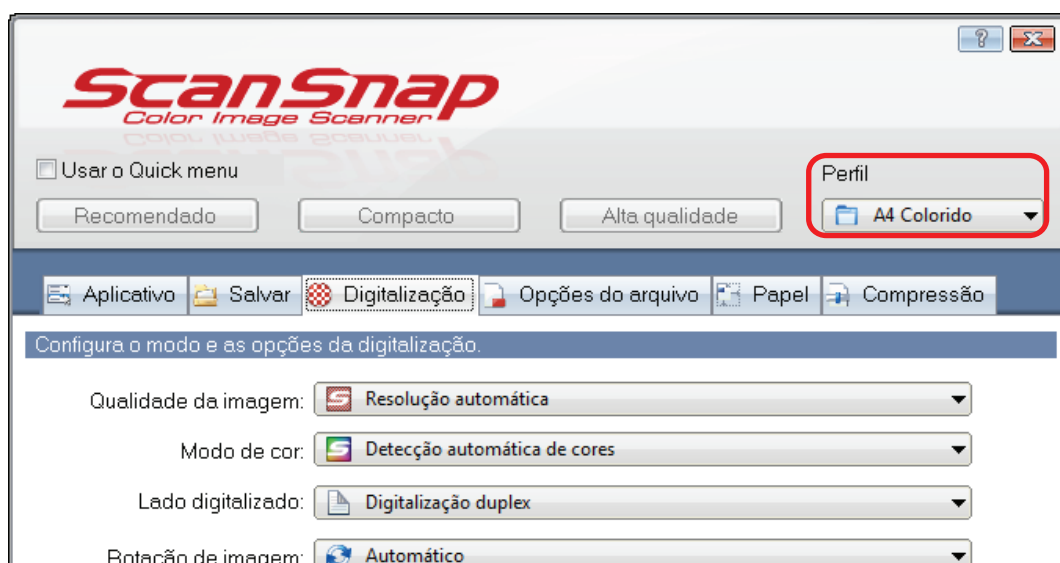 ScanSnap
Color Image Scanner
Usar o Quick menu
Perfil
Recomendado Compacto Alta qualidade A4 Colorido
Aplicativo Salvar Digitalização Opções do arquivo Papel Compressão
Configura o modo e as opções da digitalização.
Qualidade da imagem: Resolução automática
Modo de cor: Detecção automática de cores
Lado digitalizado: Digitalização duplex
Rotação de imagem: Automático